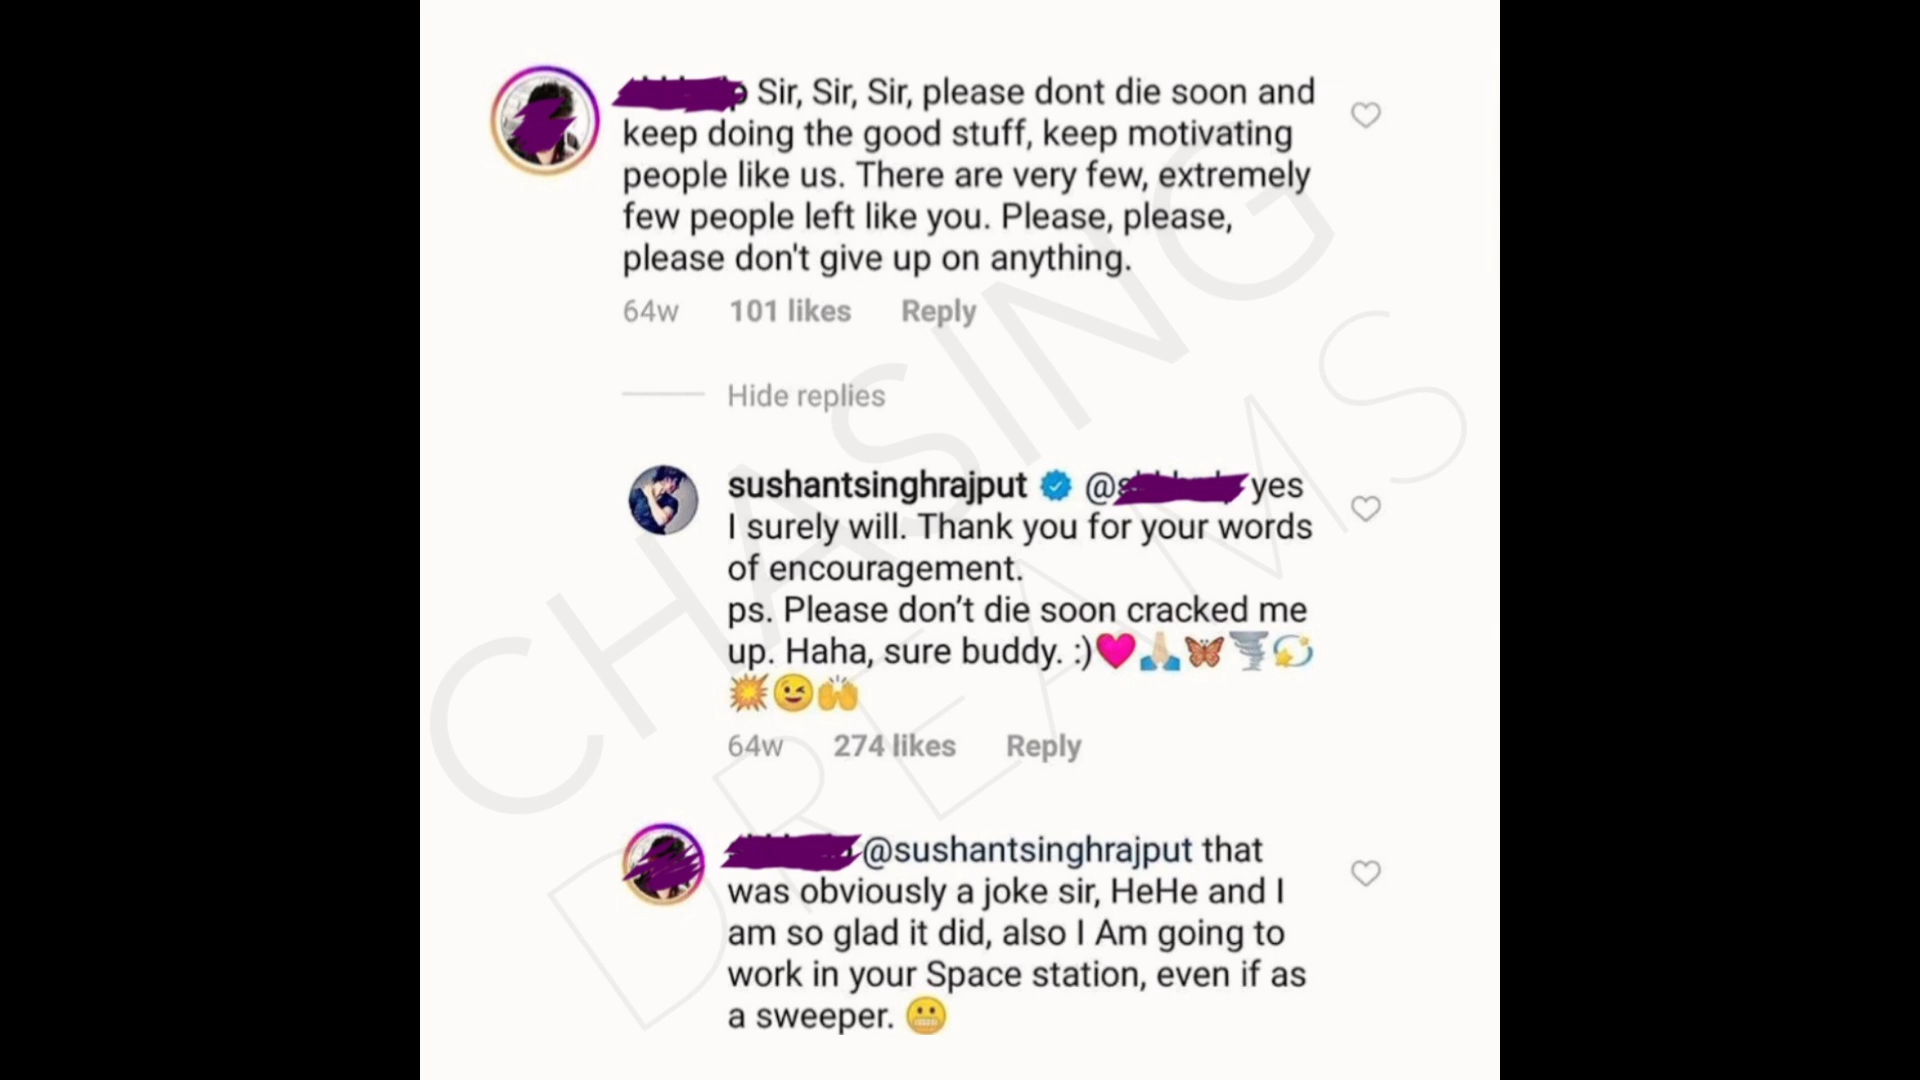 Sir, Sir, Sir, please dont die soon and
keep doing the good stuff, keep motivating
people like us. There are very few, extremely
few people left like you. Please, please,
please don't give up on anything.
64w 101 likes Reply
Hide replies
sushantsinghrajput @ yes
I surely will. Thank you for your words
of encouragement.
ps. Please don’t die soon cracked me
up. Haha, sure buddy. :)❤️🙏🏼🦋🌪💫
💥😉🙌
64w 274 likes Reply
@sushantsinghrajput that
was obviously a joke sir, HeHe and I
am so glad it did, also I Am going to
work in your Space station, even if as
a sweeper. 😬
CHASING
DREAMS